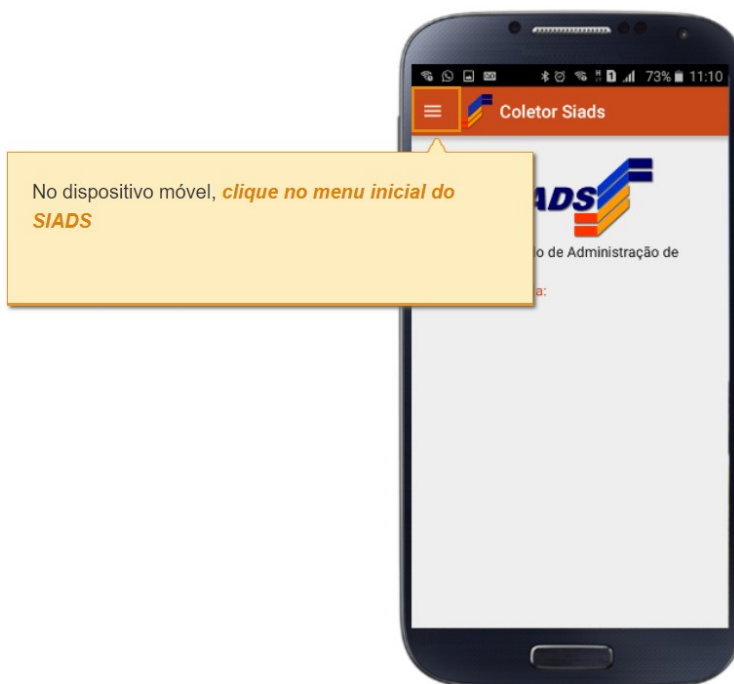 73% 11:10
Coletor Siads
No dispositivo móvel, clique no menu inicial do
SIADS
ADS
o de Administração de
a: